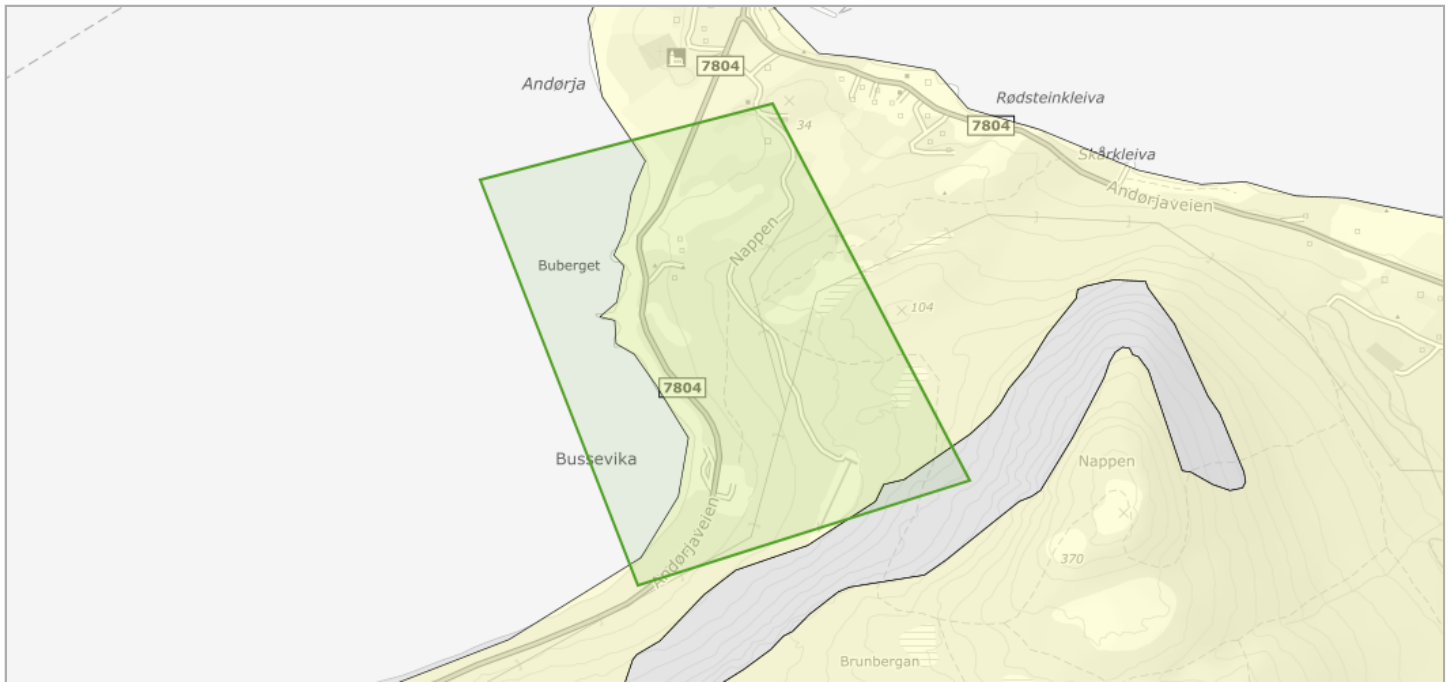 7804
Andørja
Rødsteinkleiva
34
7804
Skårkleiva
Andørjaveien
Nappen
Buberget
104
7804
Bussevika
Nappen
Andørjaveien
370
Brunbergan